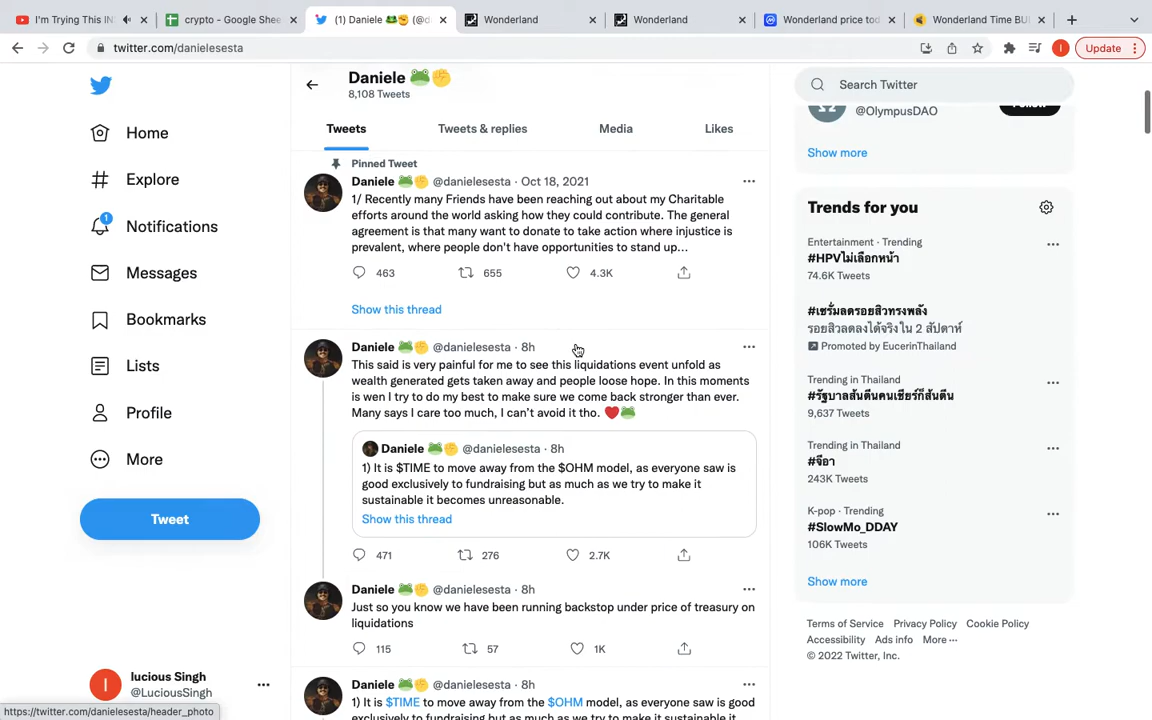 I'm Trying This IN
crypto - Google Shee
(1) Daniele 🐸✊ (@d
Wonderland
Wonderland
Wonderland price tod
Wonderland Time BU
twitter.com/danielesesta
Update
Home
Explore
1
Notifications
Messages
Bookmarks
Lists
Profile
More
Tweet
lucious Singh
@LuciousSingh
https://twitter.com/danielesesta/header_photo
Daniele 🐸✊
8,108 Tweets
Tweets
Tweets & replies
Media
Likes
Pinned Tweet
Daniele 🐸✊ @danielesesta · Oct 18, 2021
1/ Recently many Friends have been reaching out about my Charitable
efforts around the world asking how they could contribute. The general
agreement is that many want to donate to take action where injustice is
prevalent, where people don't have opportunities to stand up...
463 655 4.3K
Show this thread
Daniele 🐸✊ @danielesesta · 8h
This said is very painful for me to see this liquidations event unfold as
wealth generated gets taken away and people loose hope. In this moments
is wen I try to do my best to make sure we come back stronger than ever.
Many says I care too much, I can't avoid it tho. ❤️🐸
Daniele 🐸✊ @danielesesta · 8h
1) It is $TIME to move away from the $OHM model, as everyone saw is
good exclusively to fundraising but as much as we try to make it
sustainable it becomes unreasonable.
Show this thread
471 276 2.7K
Daniele 🐸✊ @danielesesta · 8h
Just so you know we have been running backstop under price of treasury on
liquidations
115 57 1K
Daniele 🐸✊ @danielesesta · 8h
1) It is $TIME to move away from the $OHM model, as everyone saw is
good exclusively to fundraising but as much as we try to make it
Search Twitter
@OlympusDAO
Follow
Show more
Trends for you
Entertainment · Trending
#HPVไม่เลือกหน้า
74.6K Tweets
#เซรั่มลดรอยสิวทรงพลัง
รอยสิวลดลงได้จริงใน 2 สัปดาห์
Promoted by EucerinThailand
Trending in Thailand
#รัฐบาลสันตีนคนเชียร์ก็สันตีน
9,637 Tweets
Trending in Thailand
#จีอา
243K Tweets
K-pop · Trending
#SlowMo_DDAY
106K Tweets
Show more
Terms of Service Privacy Policy Cookie Policy
Accessibility Ads info More ···
© 2022 Twitter, Inc.